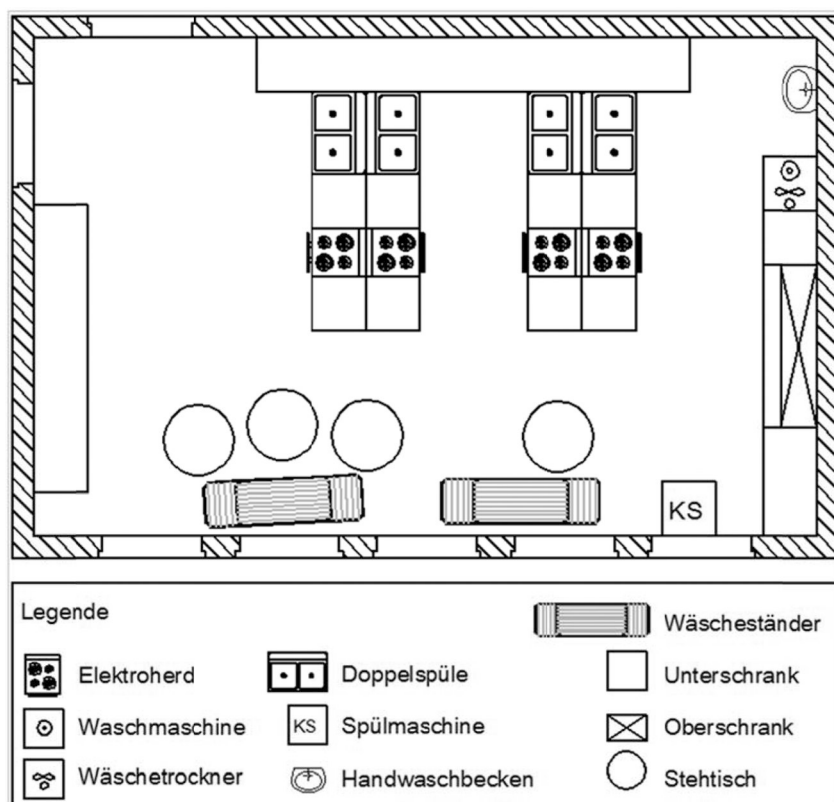 KS
Legende
Wäscheständer
Elektroherd
Doppelspüle
Unterschrank
Waschmaschine
KS
Spülmaschine
Oberschrank
Wäschetrockner
Handwaschbecken
Stehtisch